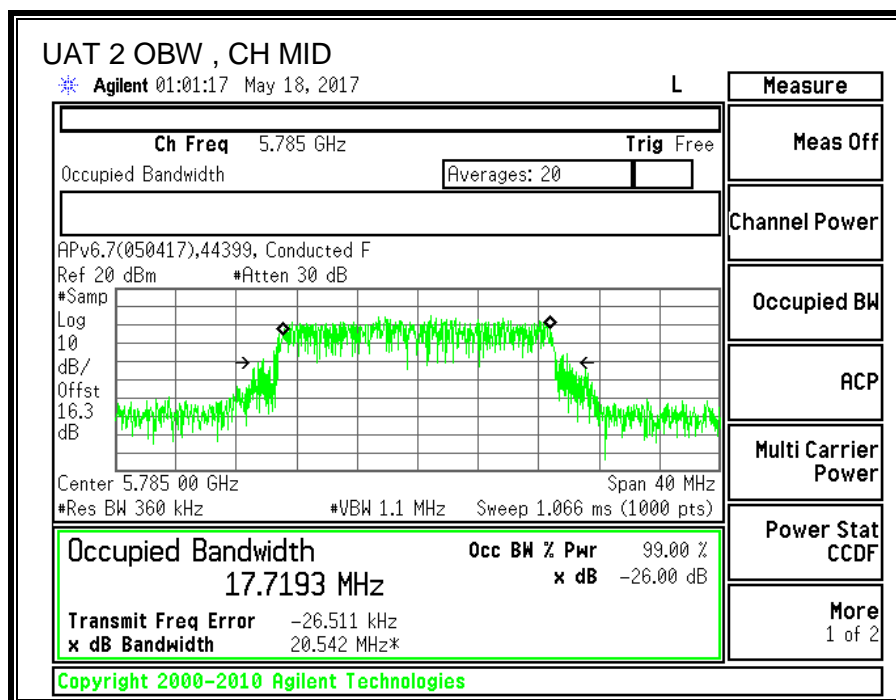 UAT 2 OBW , CH MID
Agilent 01:01:17 May 18, 2017 L
Measure
Ch Freq 5.785 GHz Trig Free
Meas Off
Occupied Bandwidth Averages: 20
Channel Power
APv6.7(050417),44399, Conducted F
Ref 20 dBm #Atten 30 dB
#Samp
Log
10
dB/
Offst
16.3
dB
Occupied BW
ACP
Multi Carrier
Power
Center 5.785 00 GHz Span 40 MHz
#Res BW 360 kHz #VBW 1.1 MHz Sweep 1.066 ms (1000 pts)
Power Stat
CCDF
Occupied Bandwidth Occ BW % Pwr 99.00 %
17.7193 MHz x dB -26.00 dB
Transmit Freq Error -26.511 kHz
x dB Bandwidth 20.542 MHz*
More
1 of 2
Copyright 2000-2010 Agilent Technologies